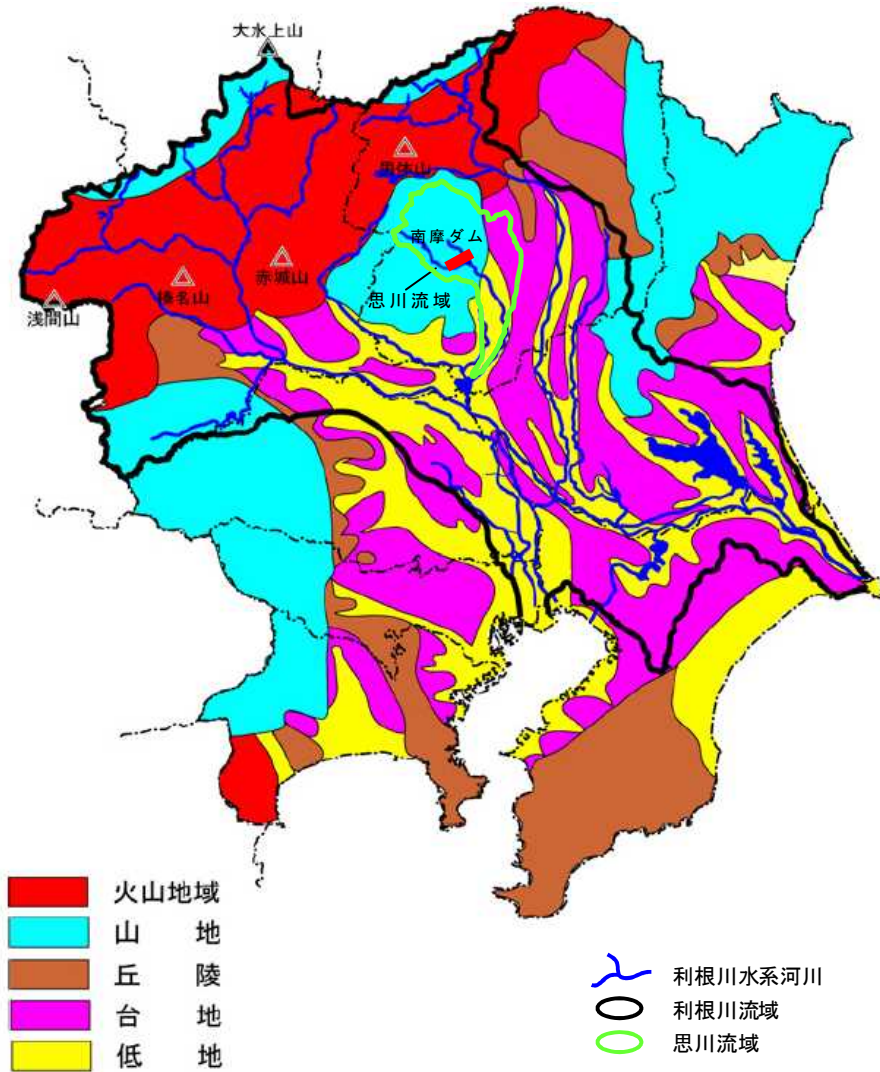 大水上山
男体山
南摩ダム
赤城山
榛名山
思川流域
浅間山
火山地域
山 地
丘 陵
台 地
低 地
利根川水系河川
利根川流域
思川流域